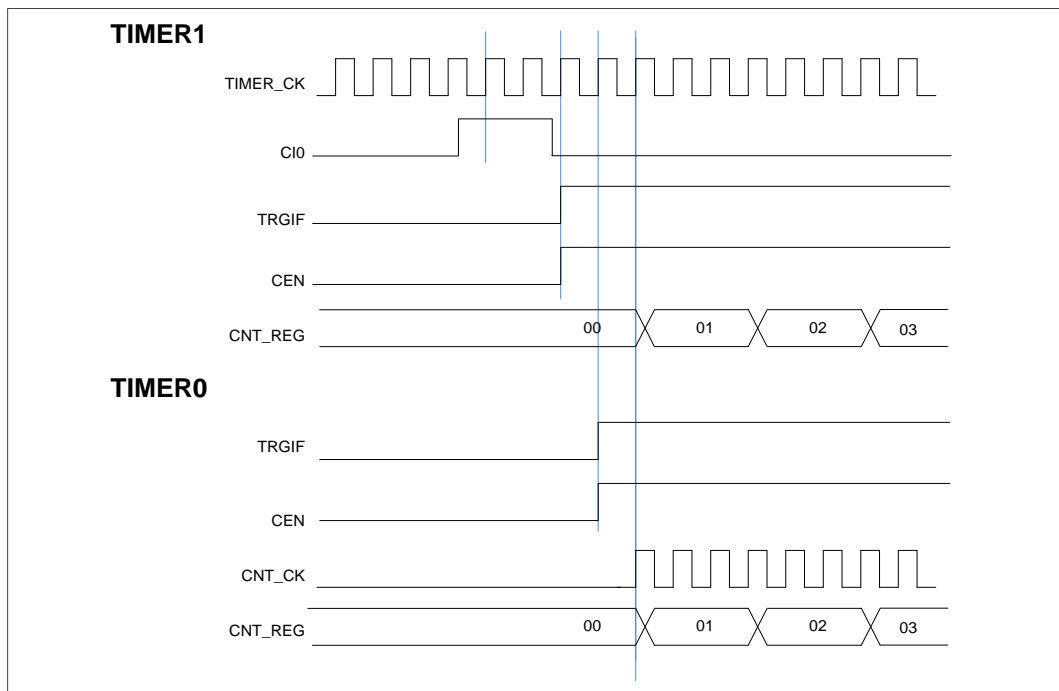 TIMER1
TIMER_CK
CI0
TRGIF
CEN
CNT_REG 00 01 02 03
TIMER0
TRGIF
CEN
CNT_CK
CNT_REG 00 01 02 03